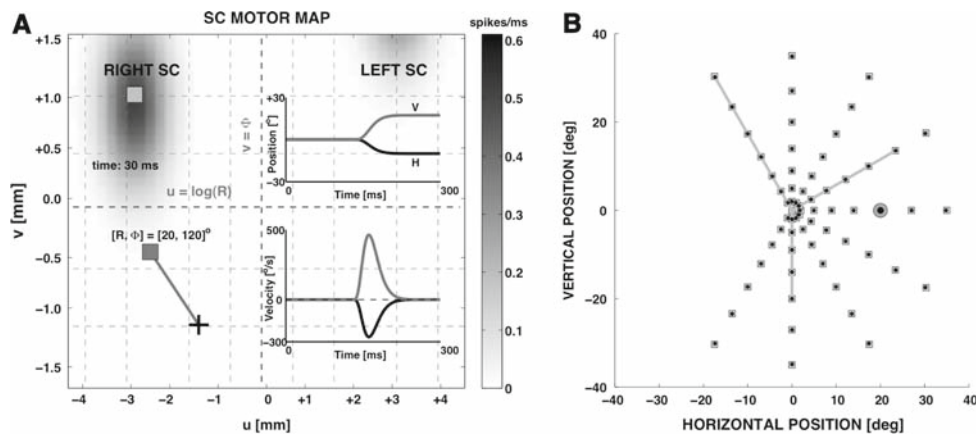 A
SC MOTOR MAP
spikes/ms
B
+1.5
+1.0
+0.5
0.0
−0.5
−1.0
−1.5
v [mm]
RIGHT SC
LEFT SC
time: 30 ms
u = log(R)
v = Φ
[R, Φ] = [20, 120]°
+30
Position [°]
−30
V
H
0
Time [ms]
300
500
Velocity [°/s]
0
−300
0
Time [ms]
300
−4
−3
−2
−1
0
+1
+2
+3
+4
u [mm]
0.6
0.5
0.4
0.3
0.2
0.1
0
40
20
0
−20
−40
VERTICAL POSITION [deg]
−40
−30
−20
−10
0
10
20
30
40
HORIZONTAL POSITION [deg]